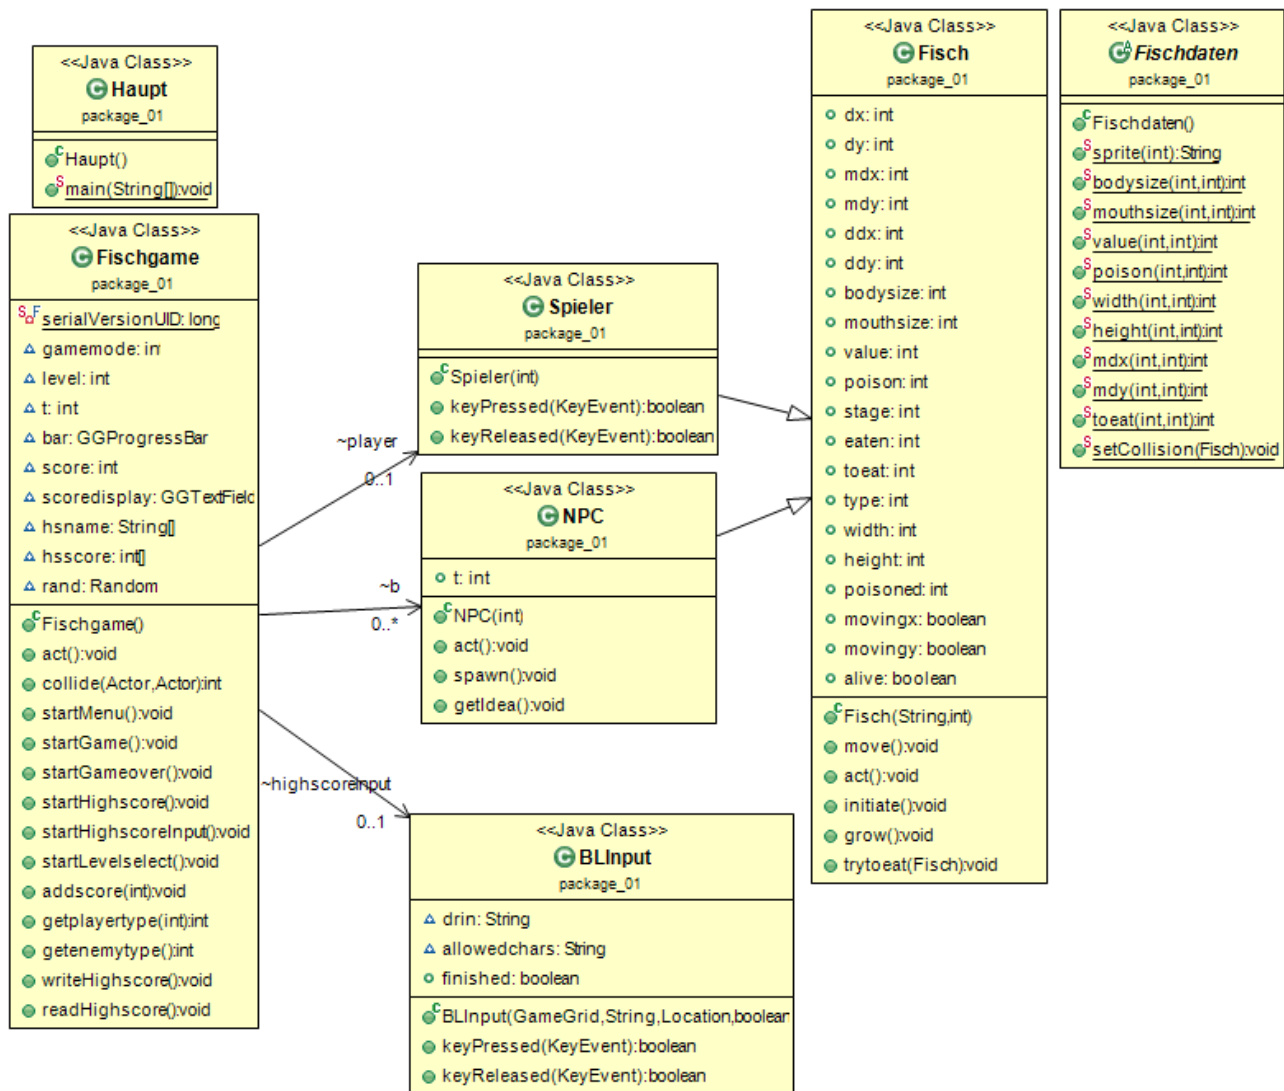 <<Java Class>>
Haupt
package_01
Haupt()
main(String[]):void
<<Java Class>>
Fischgame
package_01
serialVersionUID: long
gamemode: int
level: int
t: int
bar: GGProgressBar
score: int
scoredisplay: GGTextField
hsname: String[]
hsscore: int[]
rand: Random
Fischgame()
act():void
collide(Actor,Actor):int
startMenu():void
startGame():void
startGameover():void
startHighscore():void
startHighscoreInput():void
startLevelselect():void
addscore(int):void
getplayertype(int):int
getenemytype():int
writeHighscore():void
readHighscore():void
~player
0..1
~b
0..*
~highscoreinput
0..1
<<Java Class>>
Spieler
package_01
Spieler(int)
keyPressed(KeyEvent):boolean
keyReleased(KeyEvent):boolean
<<Java Class>>
NPC
package_01
t: int
NPC(int)
act():void
spawn():void
getIdea():void
<<Java Class>>
BLInput
package_01
drin: String
allowedchars: String
finished: boolean
BLInput(GameGrid,String,Location,boolean
keyPressed(KeyEvent):boolean
keyReleased(KeyEvent):boolean
<<Java Class>>
Fisch
package_01
dx: int
dy: int
mdx: int
mdy: int
ddx: int
ddy: int
bodysize: int
mouthsize: int
value: int
poison: int
stage: int
eaten: int
toeat: int
type: int
width: int
height: int
poisoned: int
movingx: boolean
movingy: boolean
alive: boolean
Fisch(String,int)
move():void
act():void
initiate():void
grow():void
trytoeat(Fisch):void
<<Java Class>>
Fischdaten
package_01
Fischdaten()
sprite(int):String
bodysize(int,int):int
mouthsize(int,int):int
value(int,int):int
poison(int,int):int
width(int,int):int
height(int,int):int
mdx(int,int):int
mdy(int,int):int
toeat(int,int):int
setCollision(Fisch):void